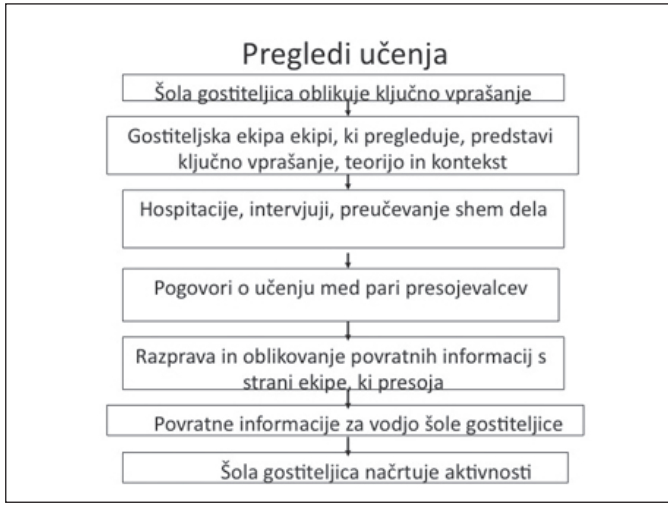 Pregledi učenja
Šola gostiteljica oblikuje ključno vprašanje
Gostiteljska ekipa ekipi, ki pregleduje, predstavi
ključno vprašanje, teorijo in kontekst
Hospitacije, intervjuji, preučevanje shem dela
Pogovori o učenju med pari presojevalcev
Razprava in oblikovanje povratnih informacij s
strani ekipe, ki presoja
Povratne informacije za vodjo šole gostiteljice
Šola gostiteljica načrtuje aktivnosti